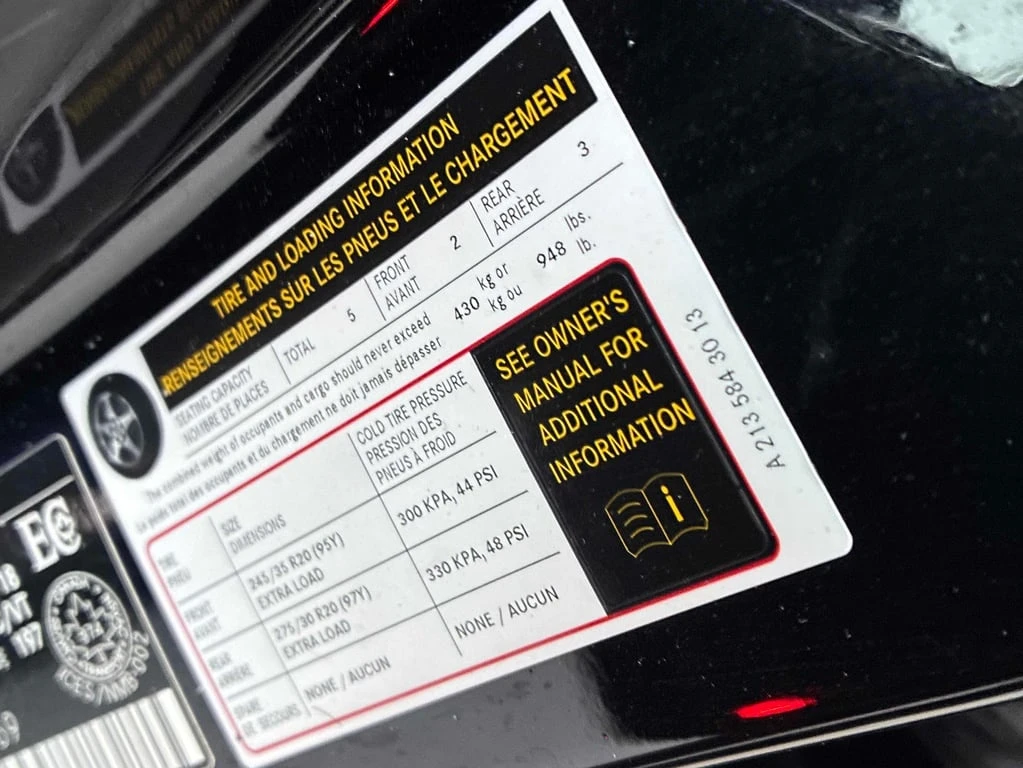 TIRE AND LOADING INFORMATION
RENSEIGNEMENTS SUR LES PNEUS ET LE CHARGEMENT
SEATING CAPACITY
NOMBRE DE PLACES
TOTAL 5
FRONT
AVANT 2
REAR
ARRIÈRE 3
The combined weight of occupants and cargo should never exceed 430 kg or 948 lbs.
Le poids total des occupants et du chargement ne doit jamais dépasser kg ou lb.
TIRE
PNEU
SIZE
DIMENSIONS
COLD TIRE PRESSURE
PRESSION DES
PNEUS À FROID
FRONT
AVANT
245/35 R20 (95Y)
EXTRA LOAD
300 KPA, 44 PSI
REAR
ARRIÈRE
275/30 R20 (97Y)
EXTRA LOAD
330 KPA, 48 PSI
SPARE
DE SECOURS
NONE / AUCUN
NONE / AUCUN
SEE OWNER'S
MANUAL FOR
ADDITIONAL
INFORMATION
i
A 213 584 30 13
18
197